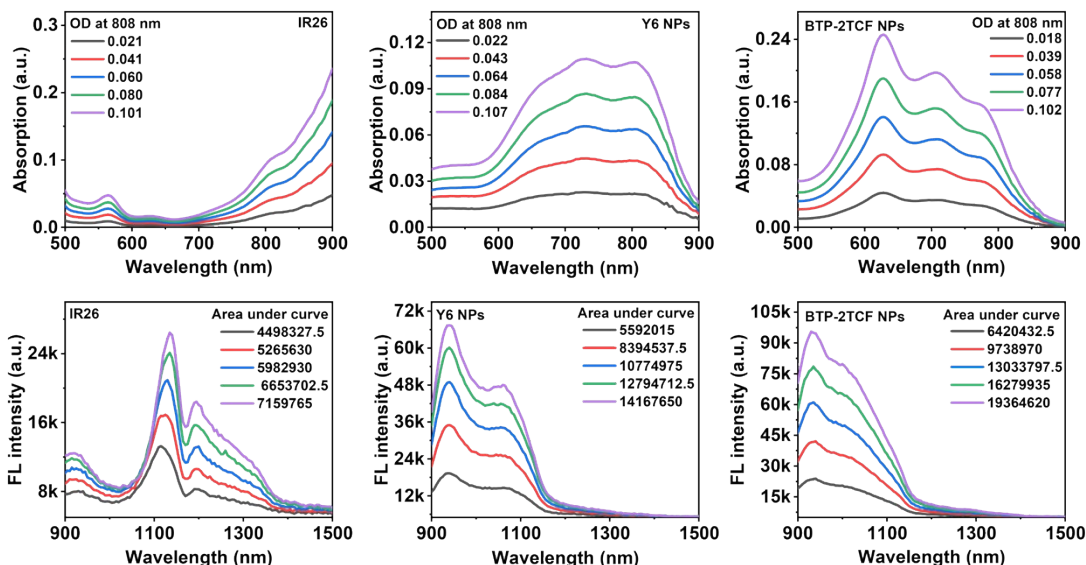 IR26
OD at 808 nm
0.021
0.041
0.060
0.080
0.101
0.3
0.2
0.1
0.0
Absorption (a.u.)
500 600 700 800 900
Wavelength (nm)
Y6 NPs
OD at 808 nm
0.022
0.043
0.064
0.084
0.107
0.12
0.09
0.06
0.03
0.00
Absorption (a.u.)
500 600 700 800 900
Wavelength (nm)
BTP-2TCF NPs
OD at 808 nm
0.018
0.039
0.058
0.077
0.102
0.24
0.16
0.08
0.00
Absorption (a.u.)
500 600 700 800 900
Wavelength (nm)
IR26
Area under curve
4498327.5
5265630
5982930
6653702.5
7159765
24k
16k
8k
FL intensity (a.u.)
900 1100 1300 1500
Wavelength (nm)
Y6 NPs
Area under curve
5592015
8394537.5
10774975
12794712.5
14167650
72k
60k
48k
36k
24k
12k
FL intensity (a.u.)
900 1100 1300 1500
Wavelength (nm)
BTP-2TCF NPs
Area under curve
6420432.5
9738970
13033797.5
16279935
19364620
105k
90k
75k
60k
45k
30k
15k
FL intensity (a.u.)
900 1100 1300 1500
Wavelength (nm)